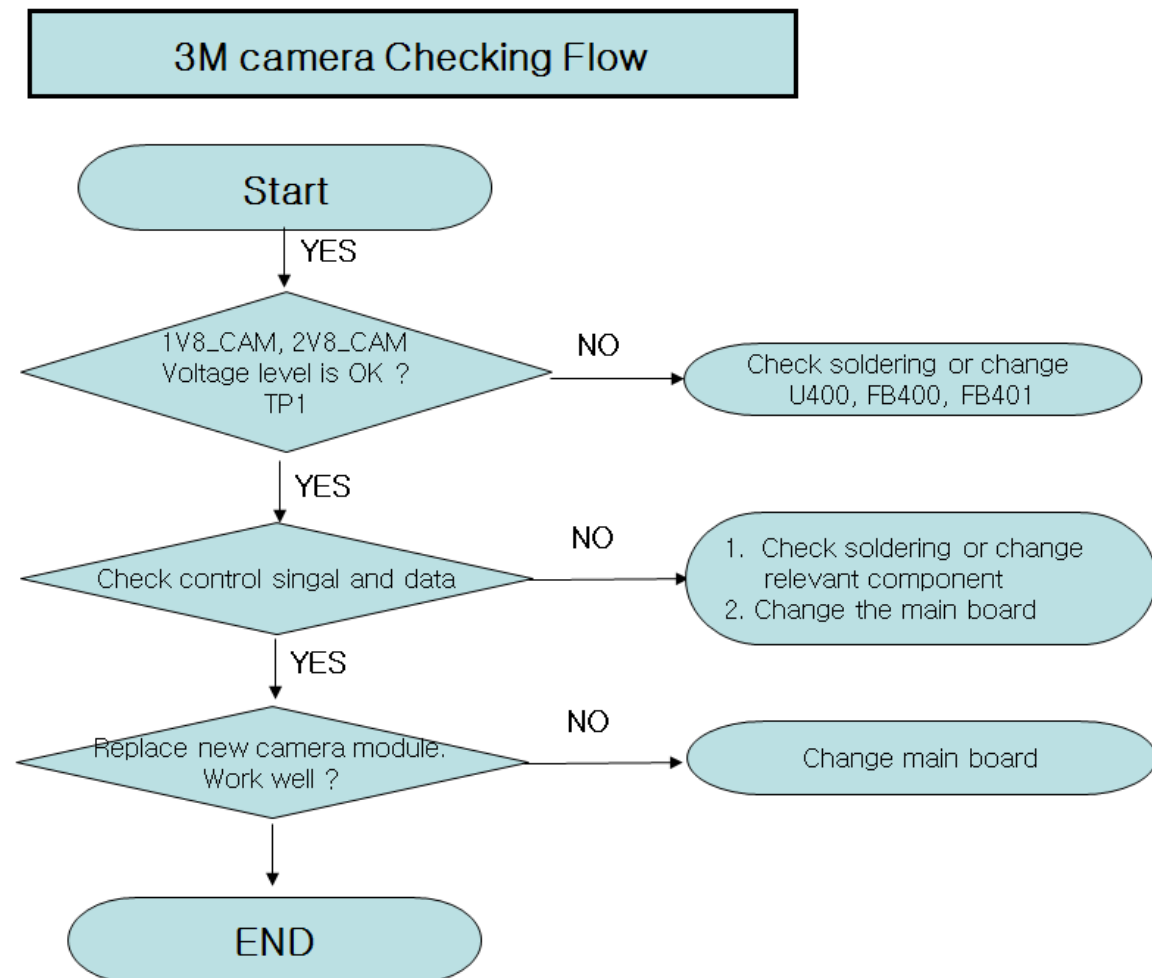 3M camera Checking Flow
Start
YES
1V8_CAM, 2V8_CAM
Voltage level is OK ?
TP1
NO
Check soldering or change
U400, FB400, FB401
YES
Check control singal and data
NO
1. Check soldering or change
relevant component
2. Change the main board
YES
Replace new camera module.
Work well ?
NO
Change main board
END